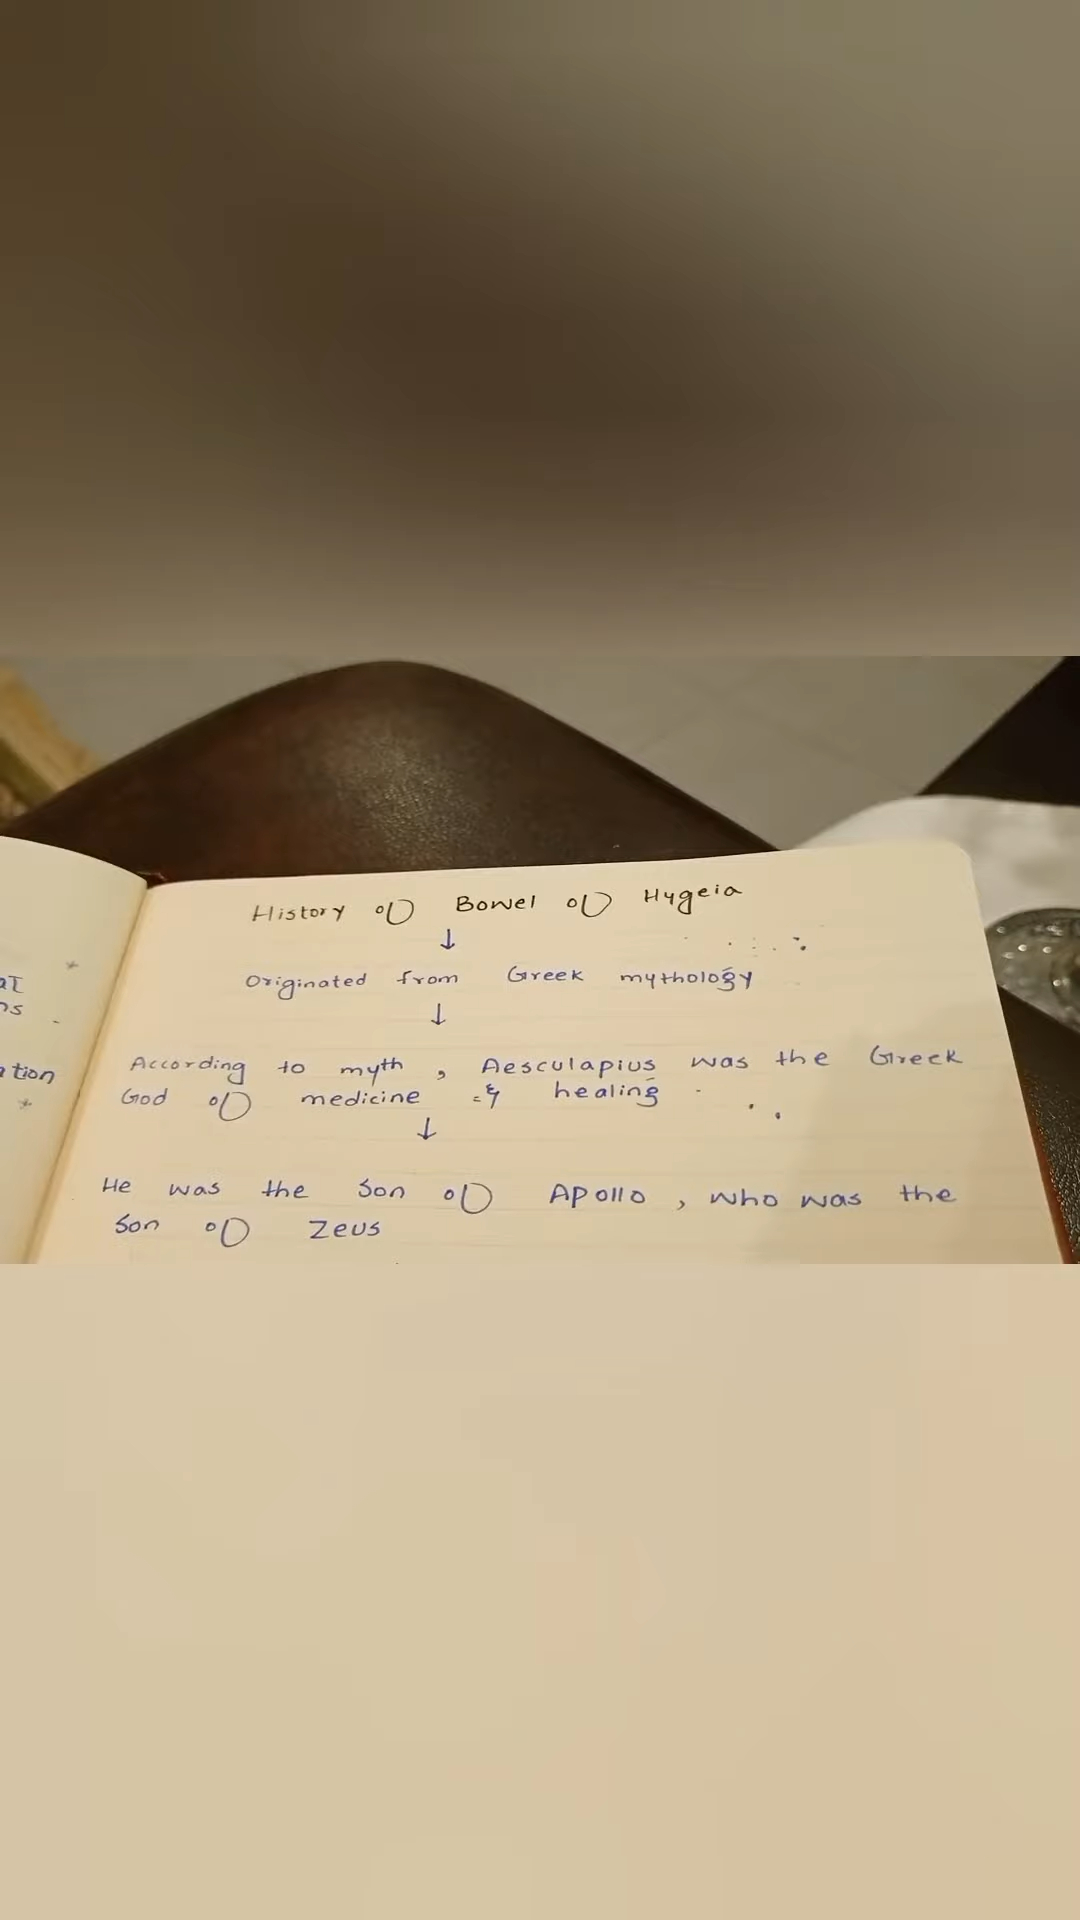 History of Bowel of Hygeia
↓
Originated from Greek mythology
↓
According to myth, Aesculapius was the Greek
God of medicine & healing
↓
He was the Son of Apollo, who was the
Son of Zeus
ation